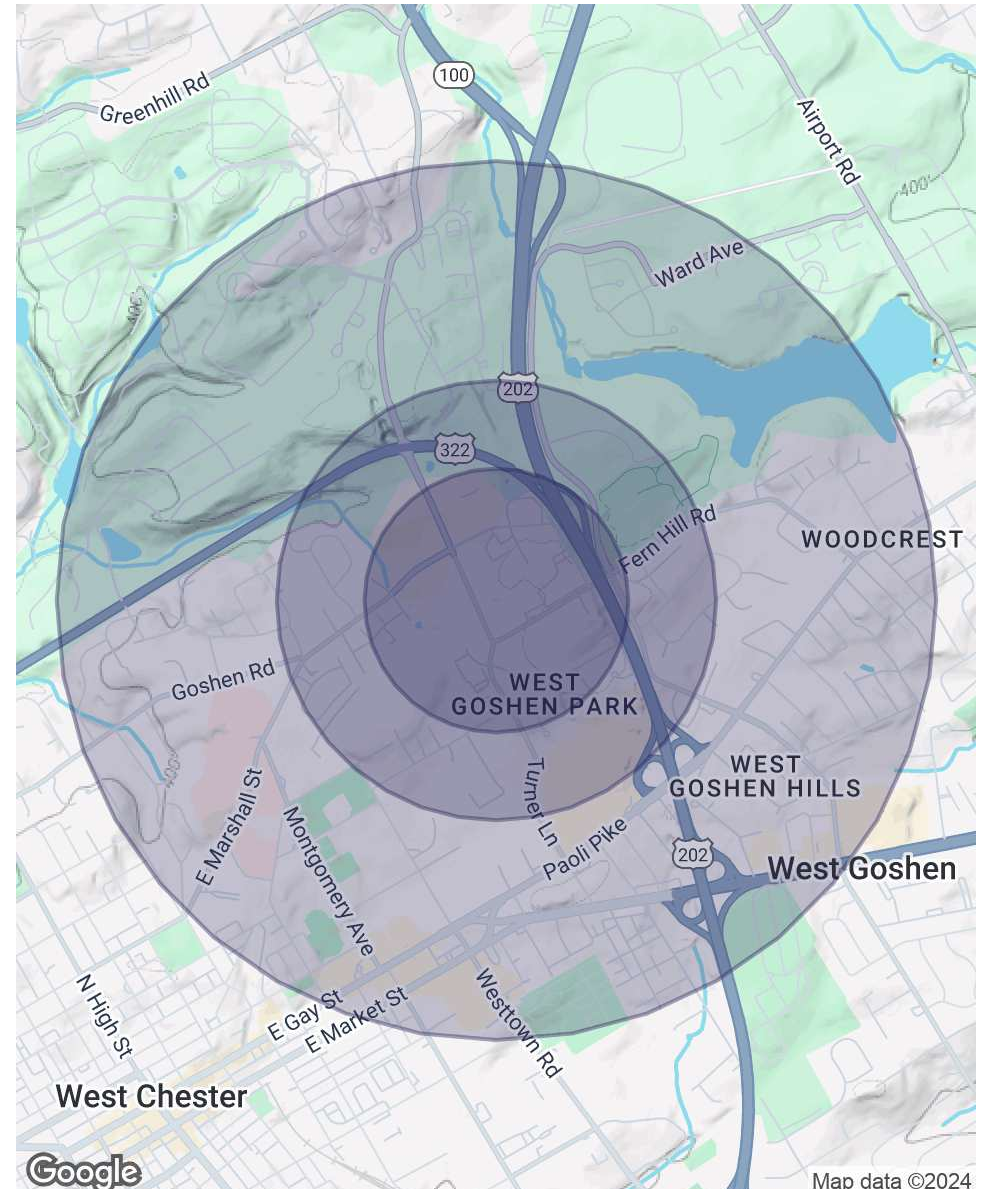 100
Greenhill Rd
Airport Rd
400
Ward Ave
400
202
322
Fern Hill Rd
WOODCREST
Goshen Rd
WEST
GOSHEN PARK
WEST
GOSHEN HILLS
Turner Ln
400
E Marshall St
Montgomery Ave
Paoli Pike
202
West Goshen
N High St
E Gay St
E Market St
Westtown Rd
West Chester
Google
Map data ©2024